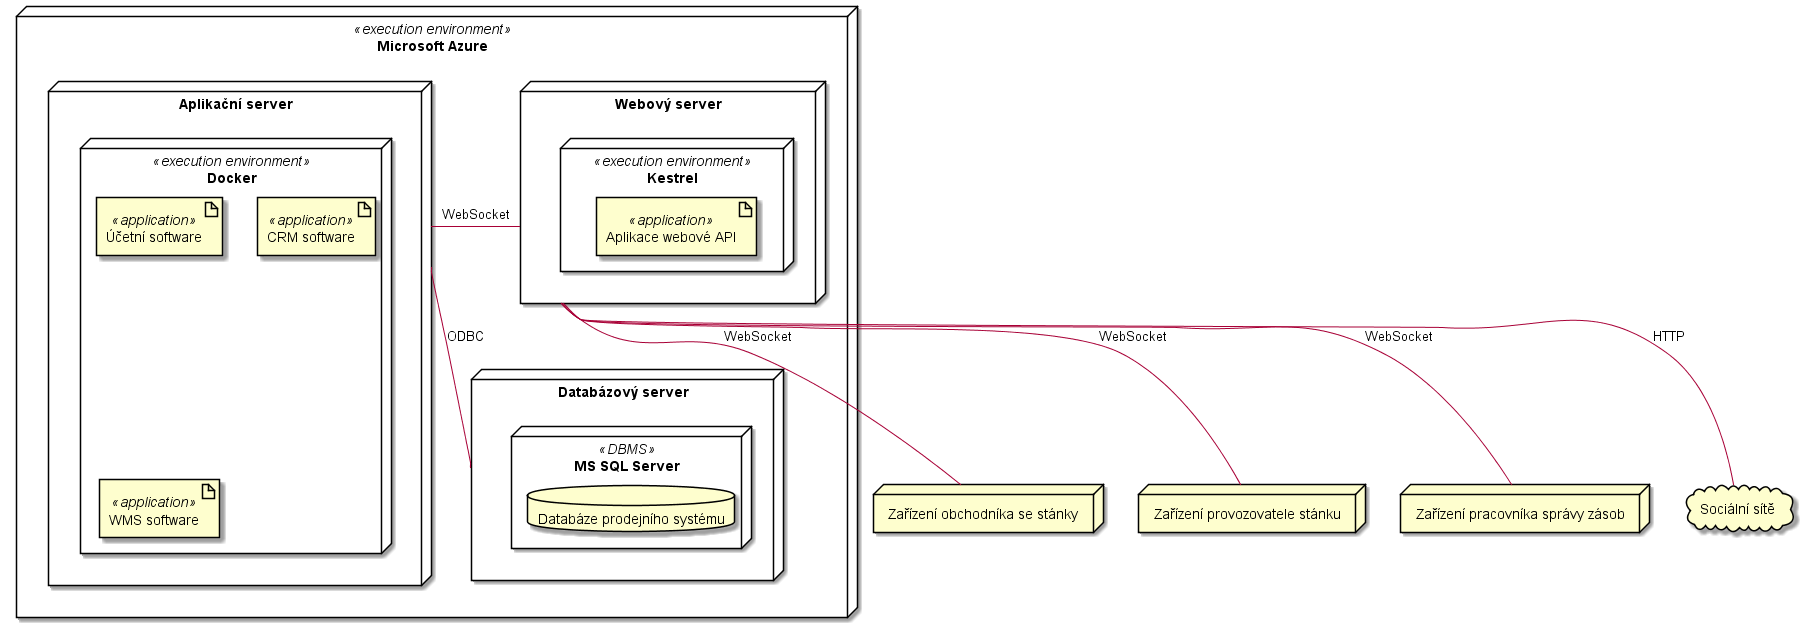 «execution environment»
Microsoft Azure
Aplikační server
«execution environment»
Docker
«application»
Účetní software
«application»
CRM software
«application»
WMS software
WebSocket
ODBC
Webový server
«execution environment»
Kestrel
«application»
Aplikace webové API
Databázový server
«DBMS»
MS SQL Server
Databáze prodejního systému
WebSocket
WebSocket
WebSocket
HTTP
Zařízení obchodníka se stánky
Zařízení provozovatele stánku
Zařízení pracovníka správy zásob
Sociální sítě